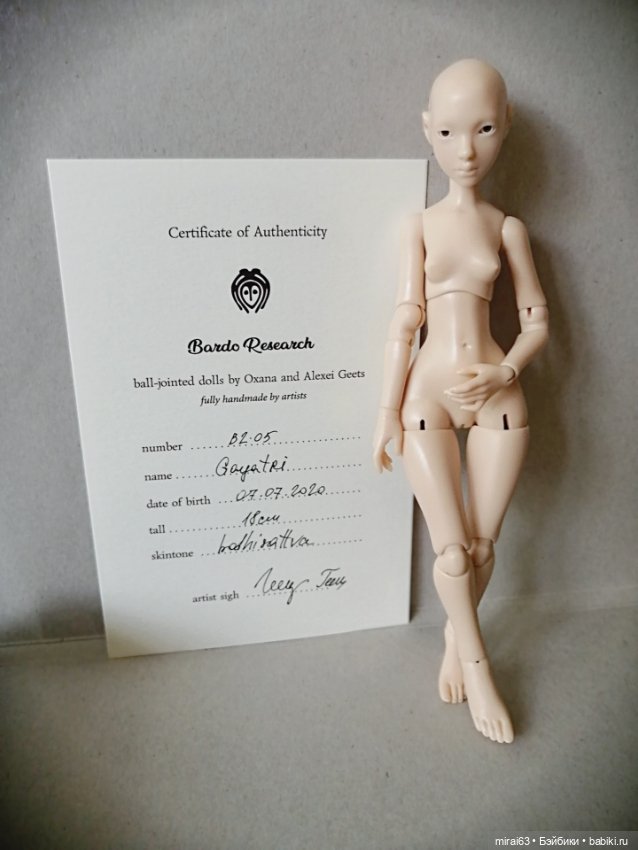 Certificate of Authenticity
Bardo Research
ball-jointed dolls by Oxana and Alexei Geets
fully handmade by artists
number B2-05
name Gayatri
date of birth 07.07.2020
tall 18cm
skintone
artist sigh
mirai63 • Бэйбики • babiki.ru